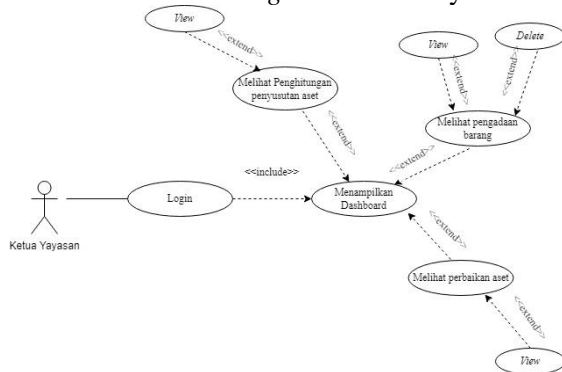 View
<<extend>>
Melihat Penghitungan
penyusutan aset
<<extend>>
View
<<extend>>
Delete
<<extend>>
Melihat pengadaan
barang
<<extend>>
<<include>>
Login
Menampilkan
Dashboard
Ketua Yayasan
<<extend>>
Melihat perbaikan aset
<<extend>>
View